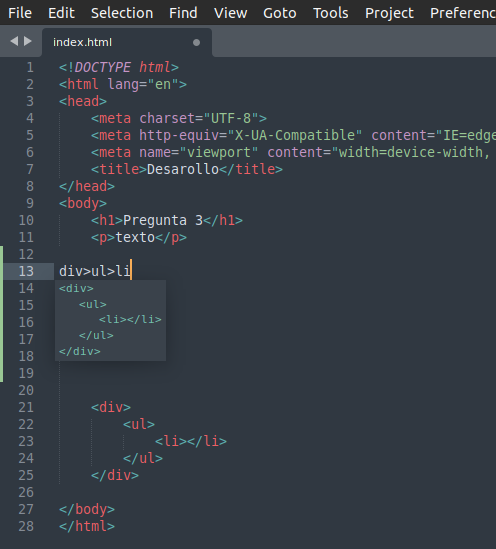 File Edit Selection Find View Goto Tools Project Preferenc
index.html
1 <!DOCTYPE html>
2 <html lang="en">
3 <head>
4 <meta charset="UTF-8">
5 <meta http-equiv="X-UA-Compatible" content="IE=edge
6 <meta name="viewport" content="width=device-width,
7 <title>Desarollo</title>
8 </head>
9 <body>
10 <h1>Pregunta 3</h1>
11 <p>texto</p>
12
13 div>ul>li
14 <div>
15 <ul>
16 <li></li>
17 </ul>
18 </div>
19
20
21 <div>
22 <ul>
23 <li></li>
24 </ul>
25 </div>
26
27 </body>
28 </html>